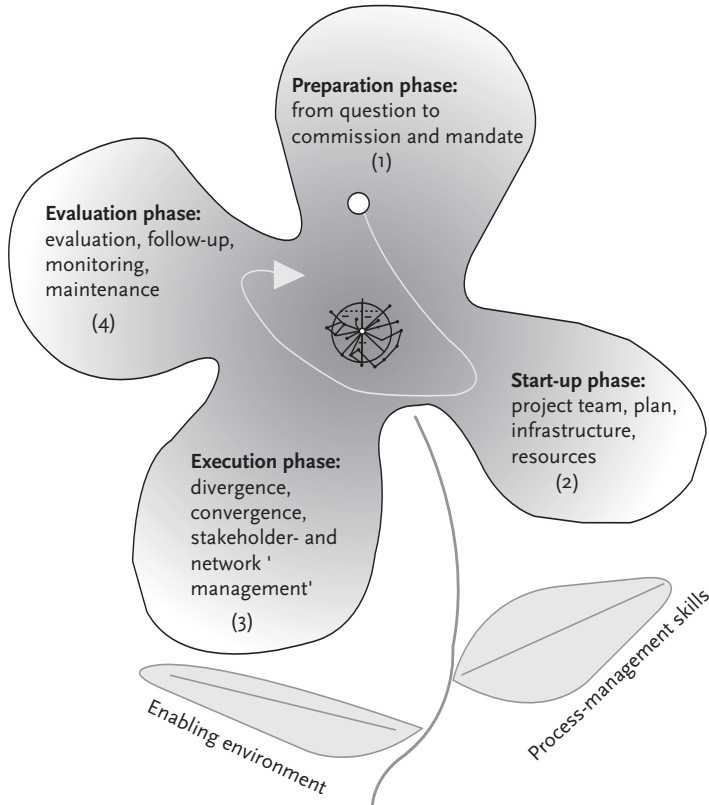 Preparation phase:
from question to
commission and mandate
(1)
Evaluation phase:
evaluation, follow-up,
monitoring,
maintenance
(4)
Start-up phase:
project team, plan,
infrastructure,
resources
(2)
Execution phase:
divergence,
convergence,
stakeholder- and
network '
management'
(3)
Enabling environment
Process-management skills